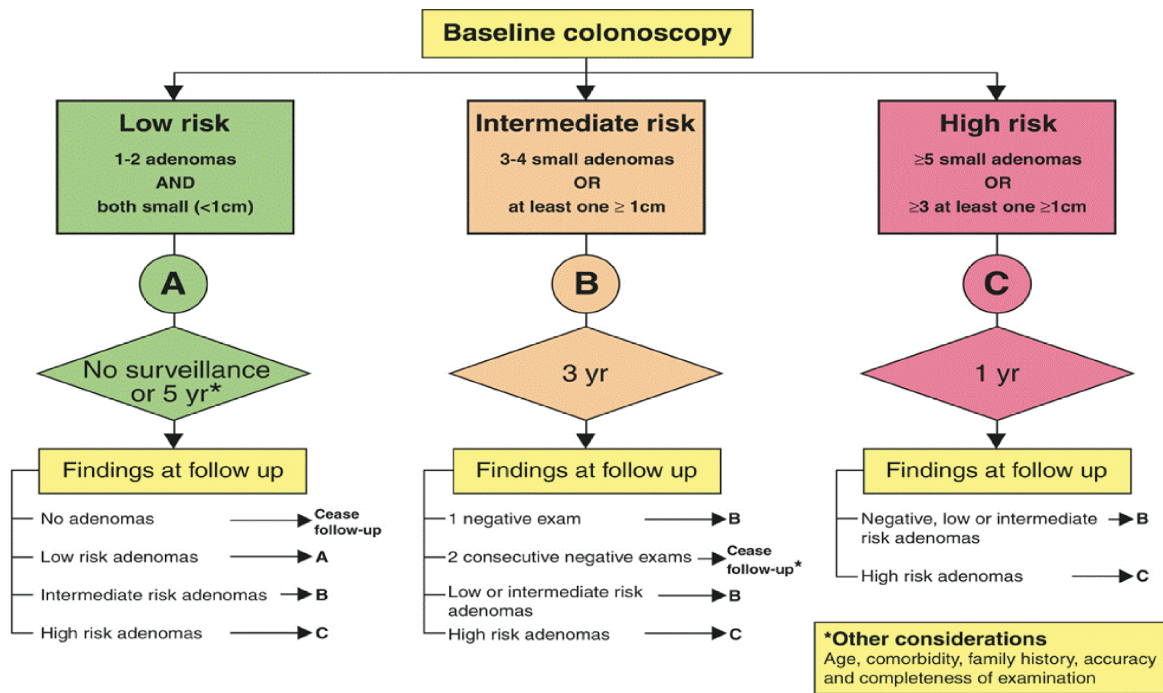 Baseline colonoscopy
Low risk
1-2 adenomas
AND
both small (<1cm)
A
No surveillance
or 5 yr*
Findings at follow up
No adenomas
Cease
follow-up
Low risk adenomas
A
Intermediate risk adenomas
B
High risk adenomas
C
Intermediate risk
3-4 small adenomas
OR
at least one ≥ 1cm
B
3 yr
Findings at follow up
1 negative exam
B
2 consecutive negative exams
Cease
follow-up*
Low or intermediate risk
adenomas
B
High risk adenomas
C
High risk
≥5 small adenomas
OR
≥3 at least one ≥1cm
C
1 yr
Findings at follow up
Negative, low or intermediate
risk adenomas
B
High risk adenomas
C
*Other considerations
Age, comorbidity, family history, accuracy
and completeness of examination